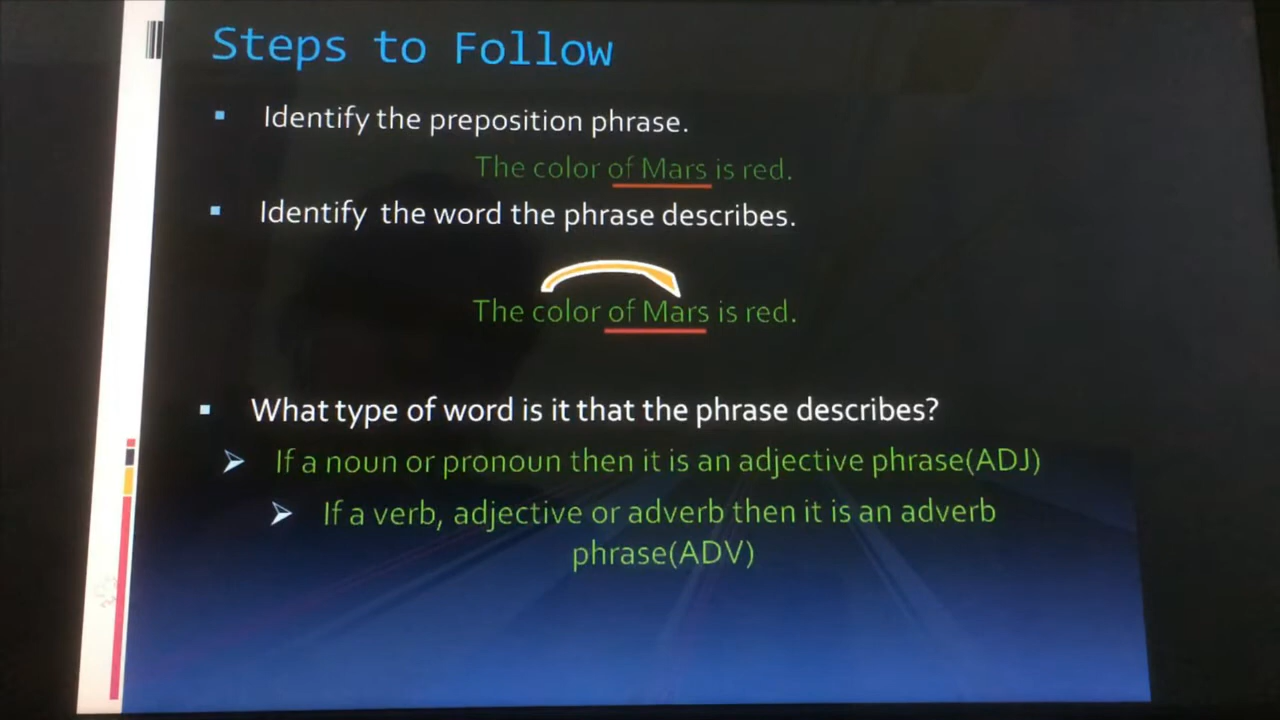 Steps to Follow
Identify the preposition phrase.
The color of Mars is red.
Identify the word the phrase describes.
The color of Mars is red.
What type of word is it that the phrase describes?
If a noun or pronoun then it is an adjective phrase(ADJ)
If a verb, adjective or adverb then it is an adverb
phrase(ADV)